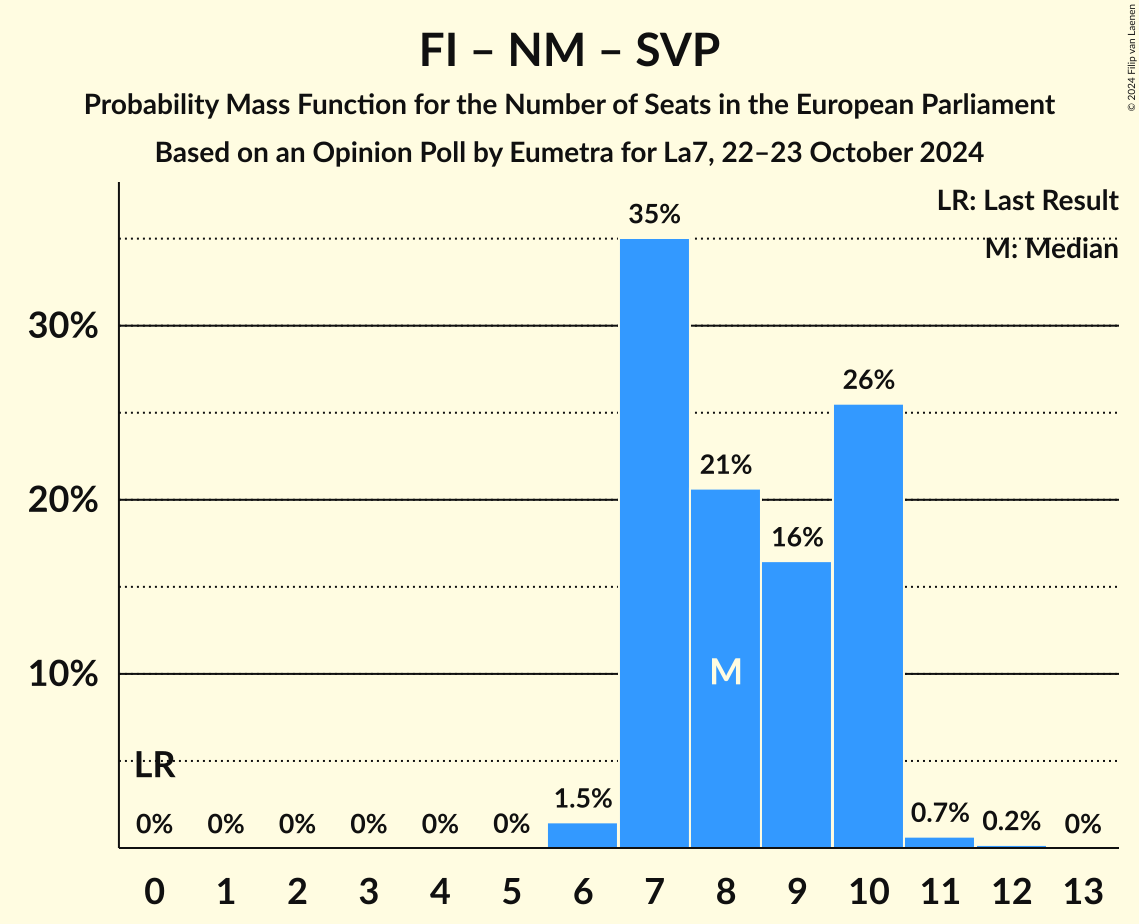 FI – NM – SVP
Probability Mass Function for the Number of Seats in the European Parliament
Based on an Opinion Poll by Eumetra for La7, 22–23 October 2024
© 2024 Filip van Laenen
LR: Last Result
M: Median
35%
30%
26%
21%
20%
16%
10%
M
LR
0% 0% 0% 0% 0% 0% 1.5% 0.7% 0.2% 0%
0 1 2 3 4 5 6 7 8 9 10 11 12 13